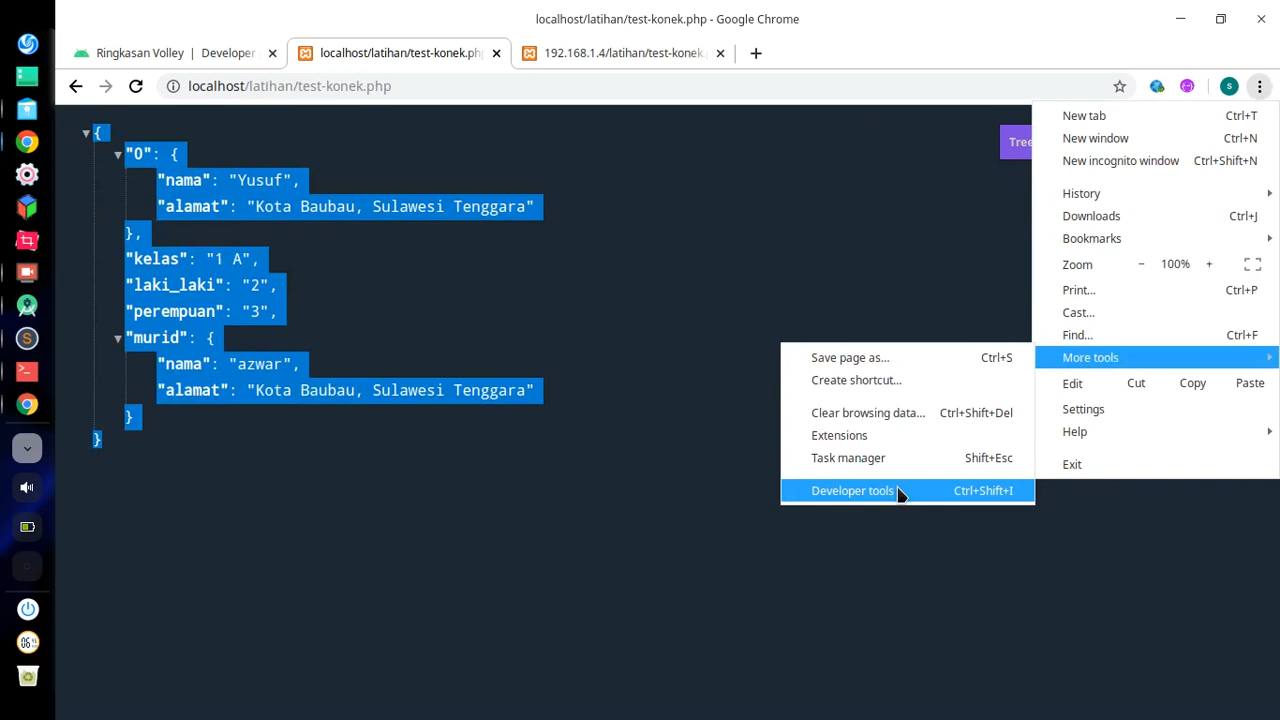 localhost/latihan/test-konek.php - Google Chrome
Ringkasan Volley | Developer
localhost/latihan/test-konek.php
192.168.1.4/latihan/test-konek.
localhost/latihan/test-konek.php
S
{
"0": {
"nama": "Yusuf",
"alamat": "Kota Baubau, Sulawesi Tenggara"
},
"kelas": "1 A",
"laki_laki": "2",
"perempuan": "3",
"murid": {
"nama": "azwar",
"alamat": "Kota Baubau, Sulawesi Tenggara"
}
}
Tree
New tab Ctrl+T
New window Ctrl+N
New incognito window Ctrl+Shift+N
History
Downloads Ctrl+J
Bookmarks
Zoom − 100% +
Print... Ctrl+P
Cast...
Find... Ctrl+F
More tools
Edit Cut Copy Paste
Settings
Help
Exit
Save page as... Ctrl+S
Create shortcut...
Clear browsing data... Ctrl+Shift+Del
Extensions
Task manager Shift+Esc
Developer tools Ctrl+Shift+I